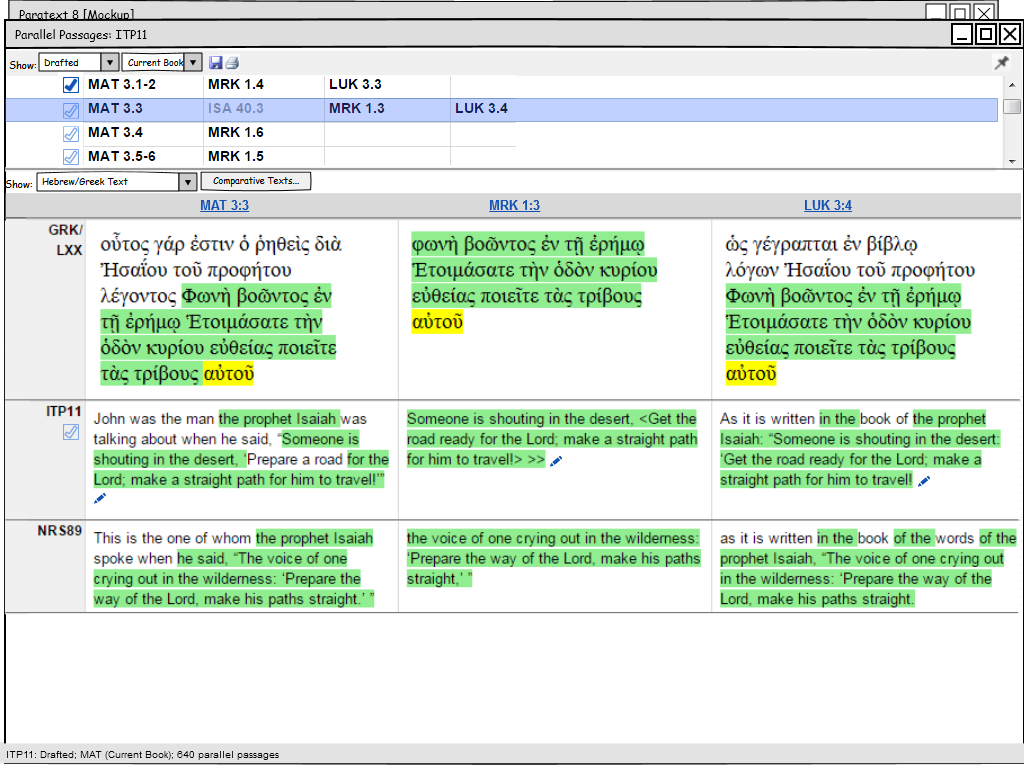 Paratext 8 [Mockup]
Parallel Passages: ITP11
Show: Drafted Current Book
MAT 3.1-2 MRK 1.4 LUK 3.3
MAT 3.3 ISA 40.3 MRK 1.3 LUK 3.4
MAT 3.4 MRK 1.6
MAT 3.5-6 MRK 1.5
Show: Hebrew/Greek Text Comparative Texts...
MAT 3:3 MRK 1:3 LUK 3:4
GRK/
LXX
οὗτος γάρ ἐστιν ὁ ῥηθεὶς διὰ
Ἠσαΐου τοῦ προφήτου
λέγοντος Φωνὴ βοῶντος ἐν
τῇ ἐρήμῳ Ἑτοιμάσατε τὴν
ὁδὸν κυρίου εὐθείας ποιεῖτε
τὰς τρίβους αὐτοῦ
φωνὴ βοῶντος ἐν τῇ ἐρήμῳ
Ἑτοιμάσατε τὴν ὁδὸν κυρίου
εὐθείας ποιεῖτε τὰς τρίβους
αὐτοῦ
ὡς γέγραπται ἐν βίβλῳ
λόγων Ἠσαΐου τοῦ προφήτου
Φωνὴ βοῶντος ἐν τῇ ἐρήμῳ
Ἑτοιμάσατε τὴν ὁδὸν κυρίου
εὐθείας ποιεῖτε τὰς τρίβους
αὐτοῦ
ITP11
John was the man the prophet Isaiah was
talking about when he said, “Someone is
shouting in the desert, ‘Prepare a road for the
Lord; make a straight path for him to travel!’”
Someone is shouting in the desert, <Get the
road ready for the Lord; make a straight path
for him to travel!> >>
As it is written in the book of the prophet
Isaiah: “Someone is shouting in the desert:
‘Get the road ready for the Lord; make a
straight path for him to travel!
NRS89
This is the one of whom the prophet Isaiah
spoke when he said, “The voice of one
crying out in the wilderness: ‘Prepare the
way of the Lord, make his paths straight.’ ”
the voice of one crying out in the wilderness:
‘Prepare the way of the Lord, make his paths
straight,’ ”
as it is written in the book of the words of the
prophet Isaiah, “The voice of one crying out
in the wilderness: ‘Prepare the way of the
Lord, make his paths straight.
ITP11: Drafted; MAT (Current Book); 640 parallel passages